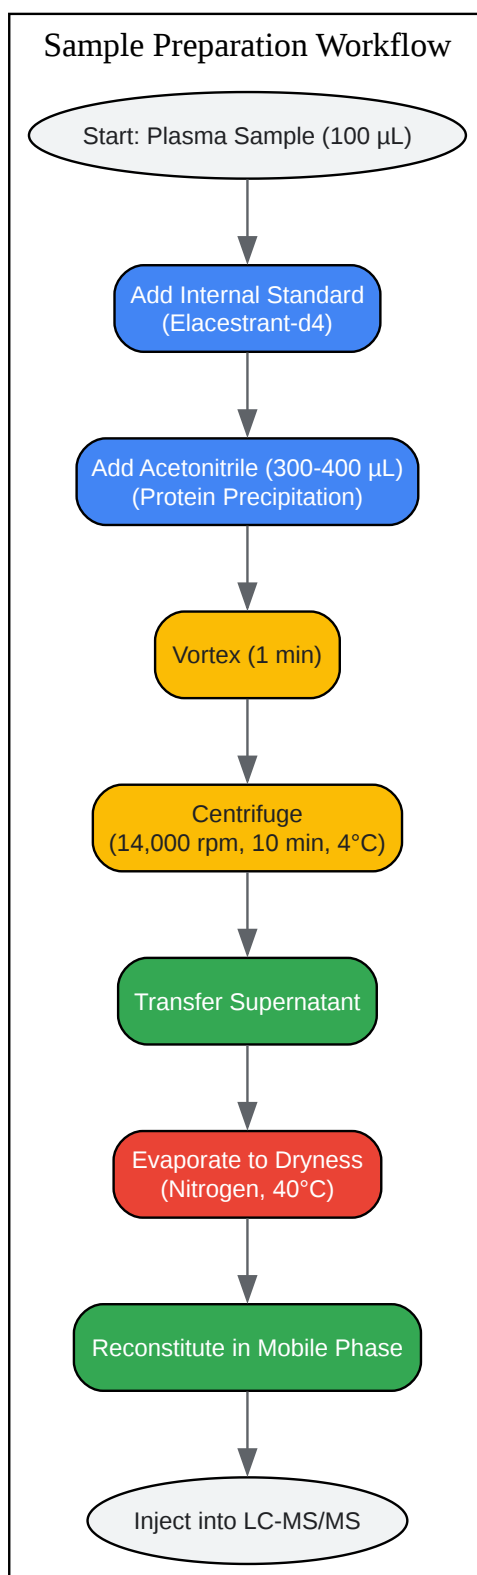 Sample Preparation Workflow
Start: Plasma Sample (100 µL)
Add Internal Standard
(Elacestrant-d4)
Add Acetonitrile (300-400 µL)
(Protein Precipitation)
Vortex (1 min)
Centrifuge
(14,000 rpm, 10 min, 4°C)
Transfer Supernatant
Evaporate to Dryness
(Nitrogen, 40°C)
Reconstitute in Mobile Phase
Inject into LC-MS/MS